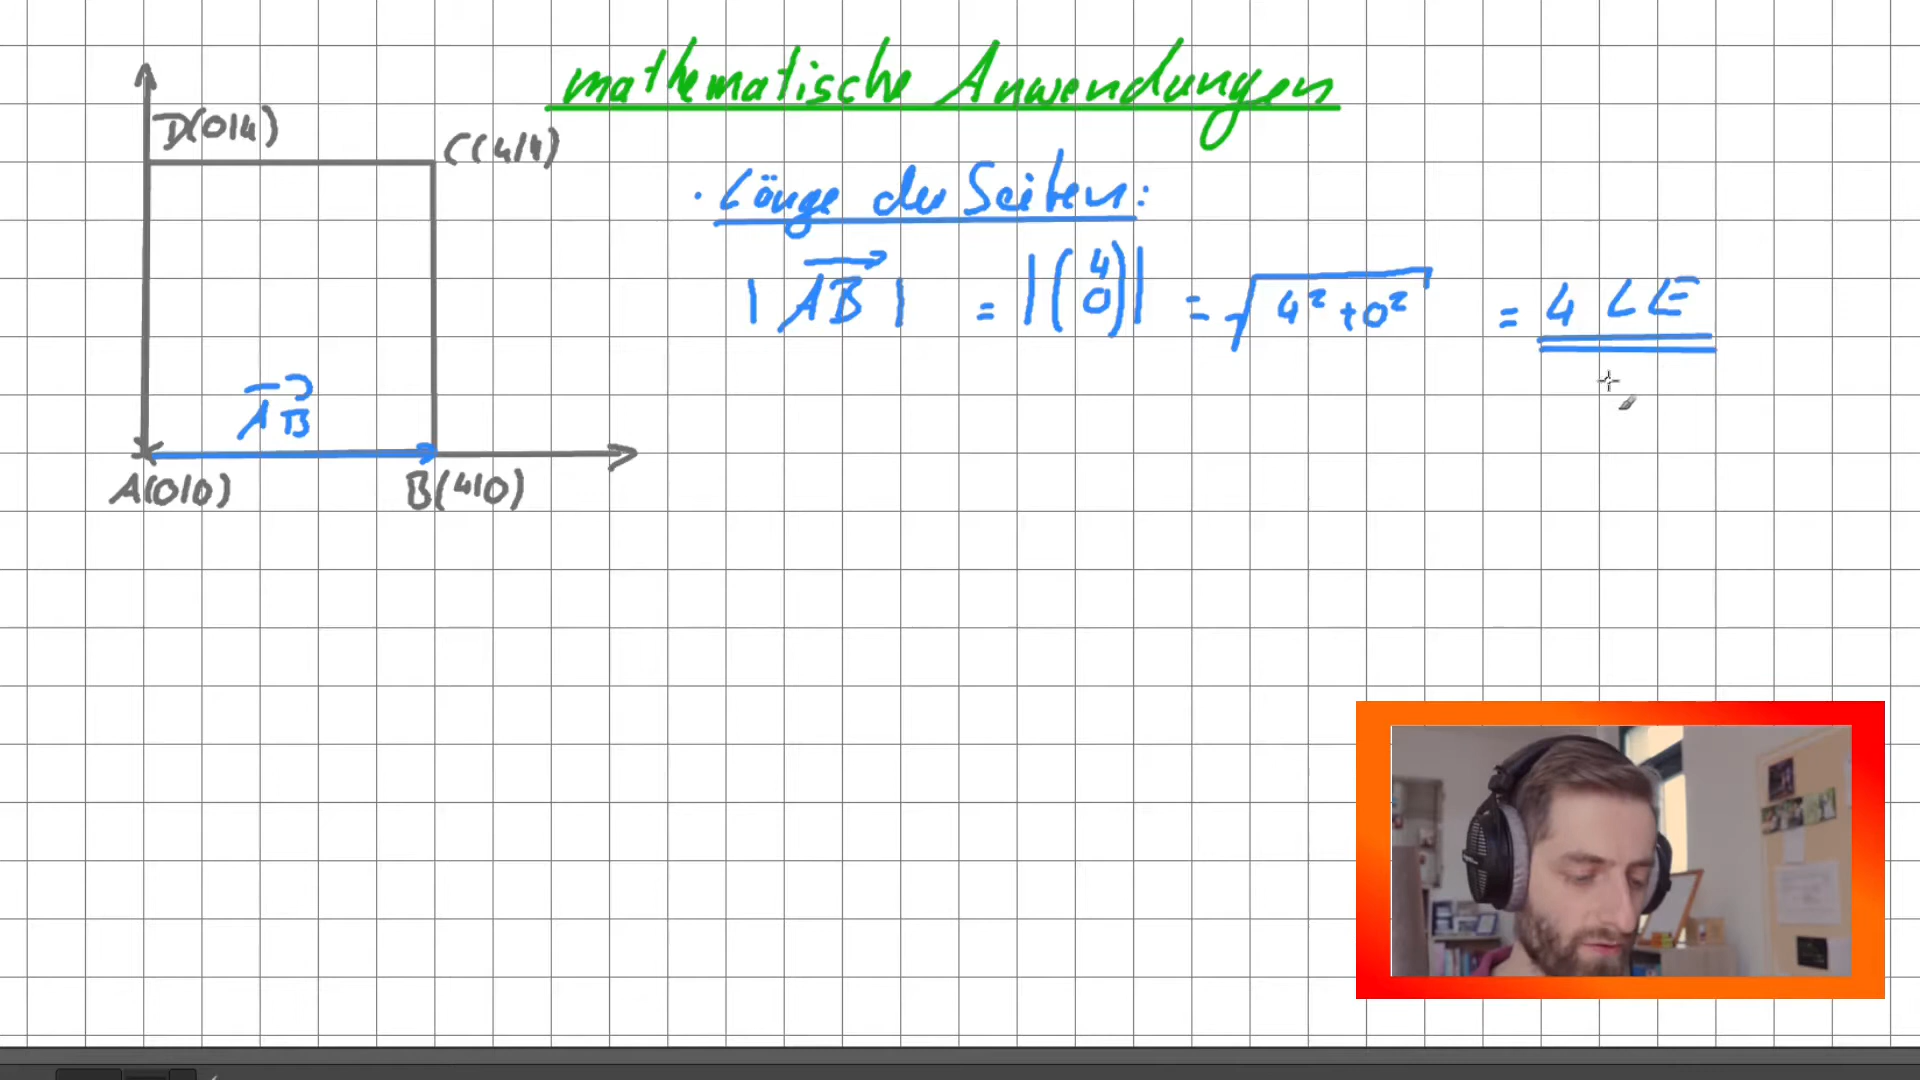 mathematische Anwendungen
D(0|4)
C(4|4)
• Länge der Seiten:
| AB | = |(4 0)| = √4²+0² = 4 LE
AB
A(0|0)
B(4|0)